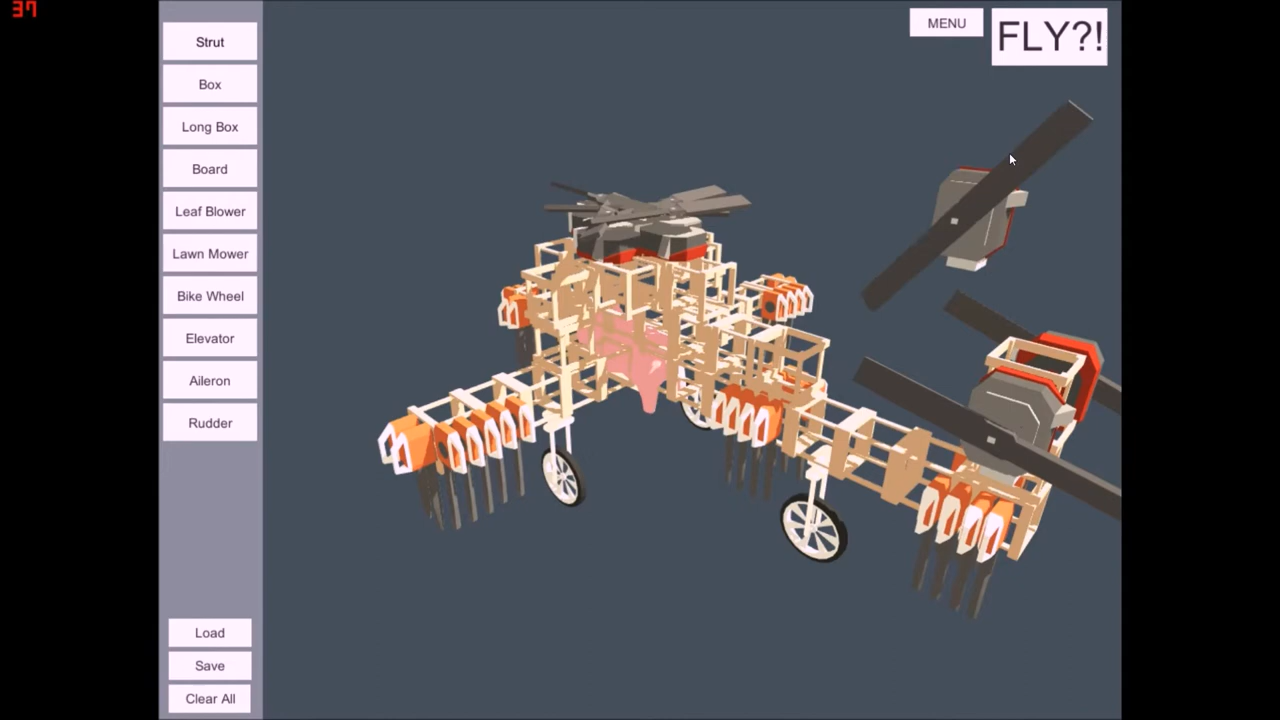 37
MENU
FLY?!
Strut
Box
Long Box
Board
Leaf Blower
Lawn Mower
Bike Wheel
Elevator
Aileron
Rudder
Load
Save
Clear All